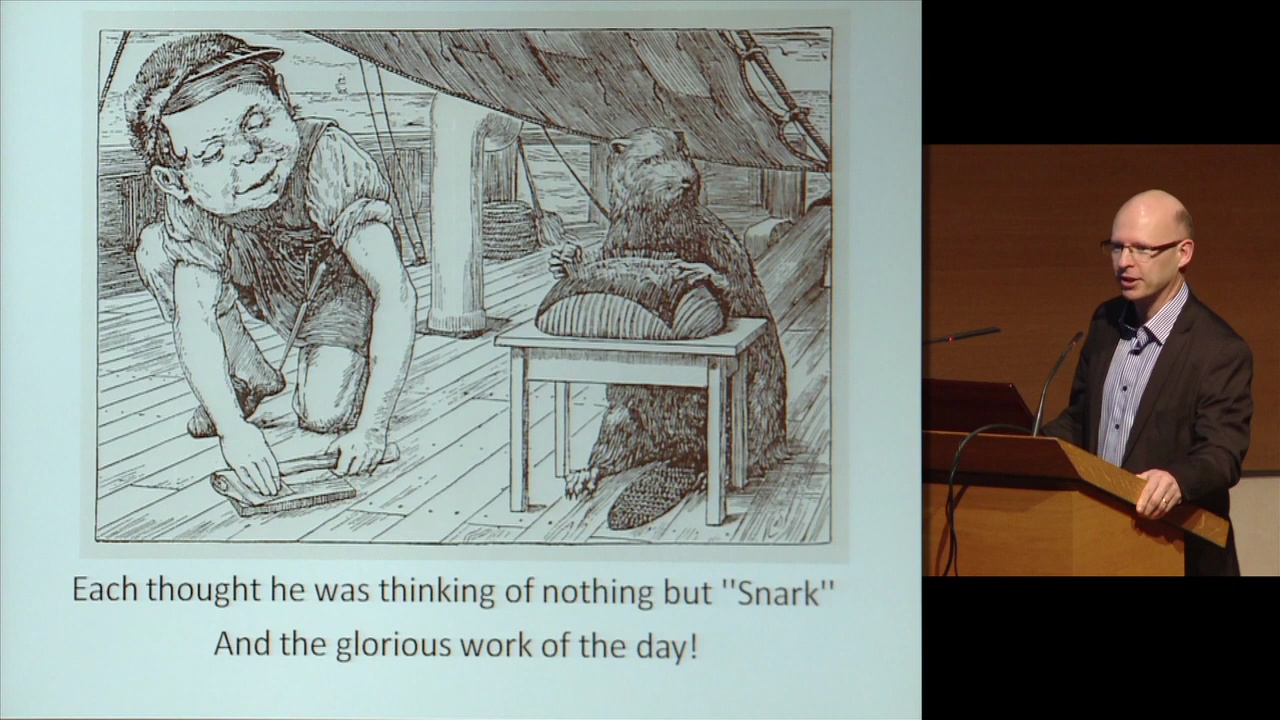 Each thought he was thinking of nothing but "Snark"
And the glorious work of the day!